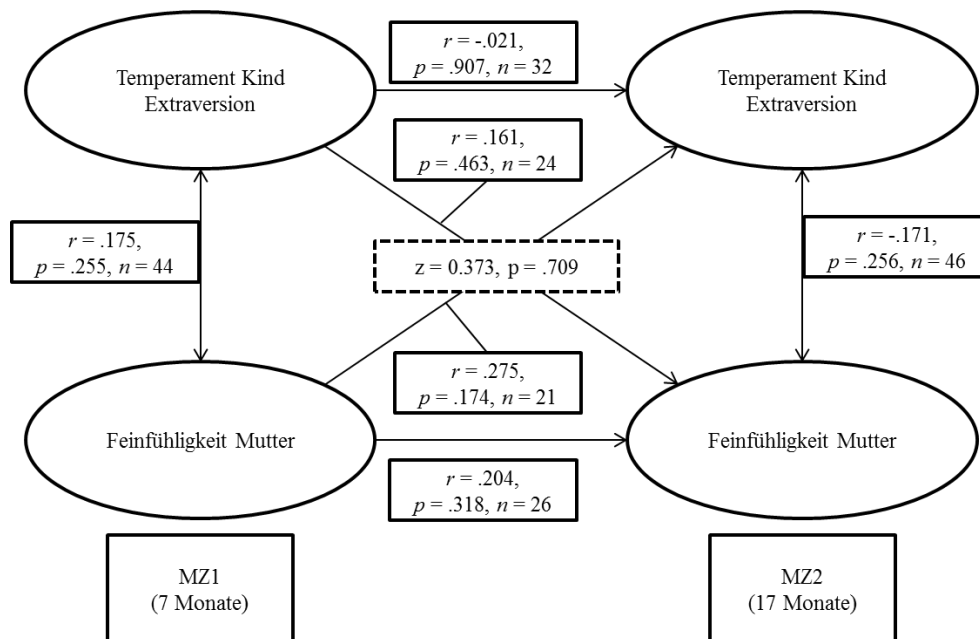 r = -.021,
p = .907, n = 32
Temperament Kind
Extraversion
Temperament Kind
Extraversion
r = .161,
p = .463, n = 24
r = .175,
p = .255, n = 44
z = 0.373, p = .709
r = -.171,
p = .256, n = 46
r = .275,
p = .174, n = 21
Feinfühligkeit Mutter
Feinfühligkeit Mutter
r = .204,
p = .318, n = 26
MZ1
(7 Monate)
MZ2
(17 Monate)